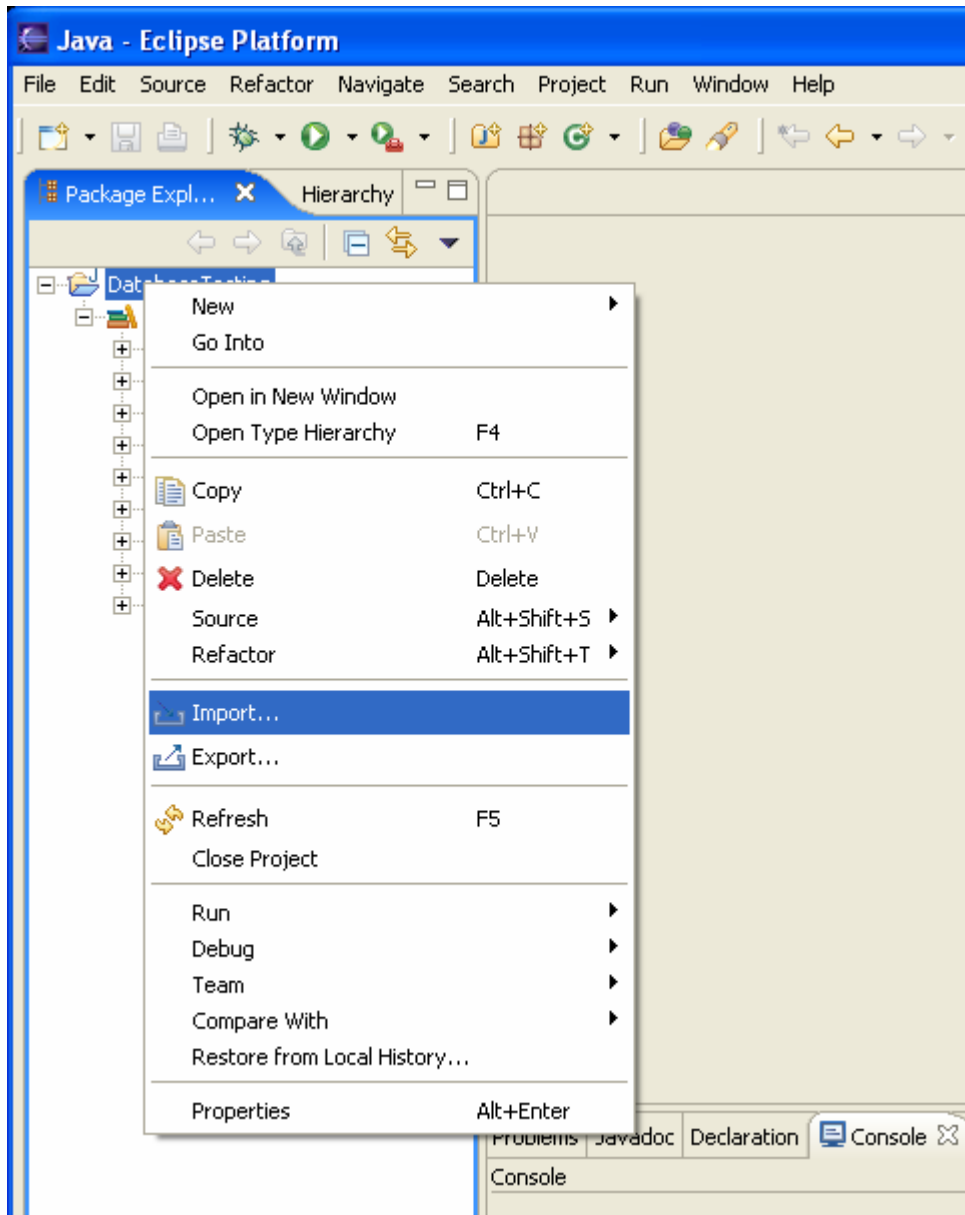 Java - Eclipse Platform
File Edit Source Refactor Navigate Search Project Run Window Help
Package Expl... Hierarchy
New
Go Into
Open in New Window
Open Type Hierarchy F4
Copy Ctrl+C
Paste Ctrl+V
Delete Delete
Source Alt+Shift+S
Refactor Alt+Shift+T
Import...
Export...
Refresh F5
Close Project
Run
Debug
Team
Compare With
Restore from Local History...
Properties Alt+Enter
Problems Javadoc Declaration Console
Console